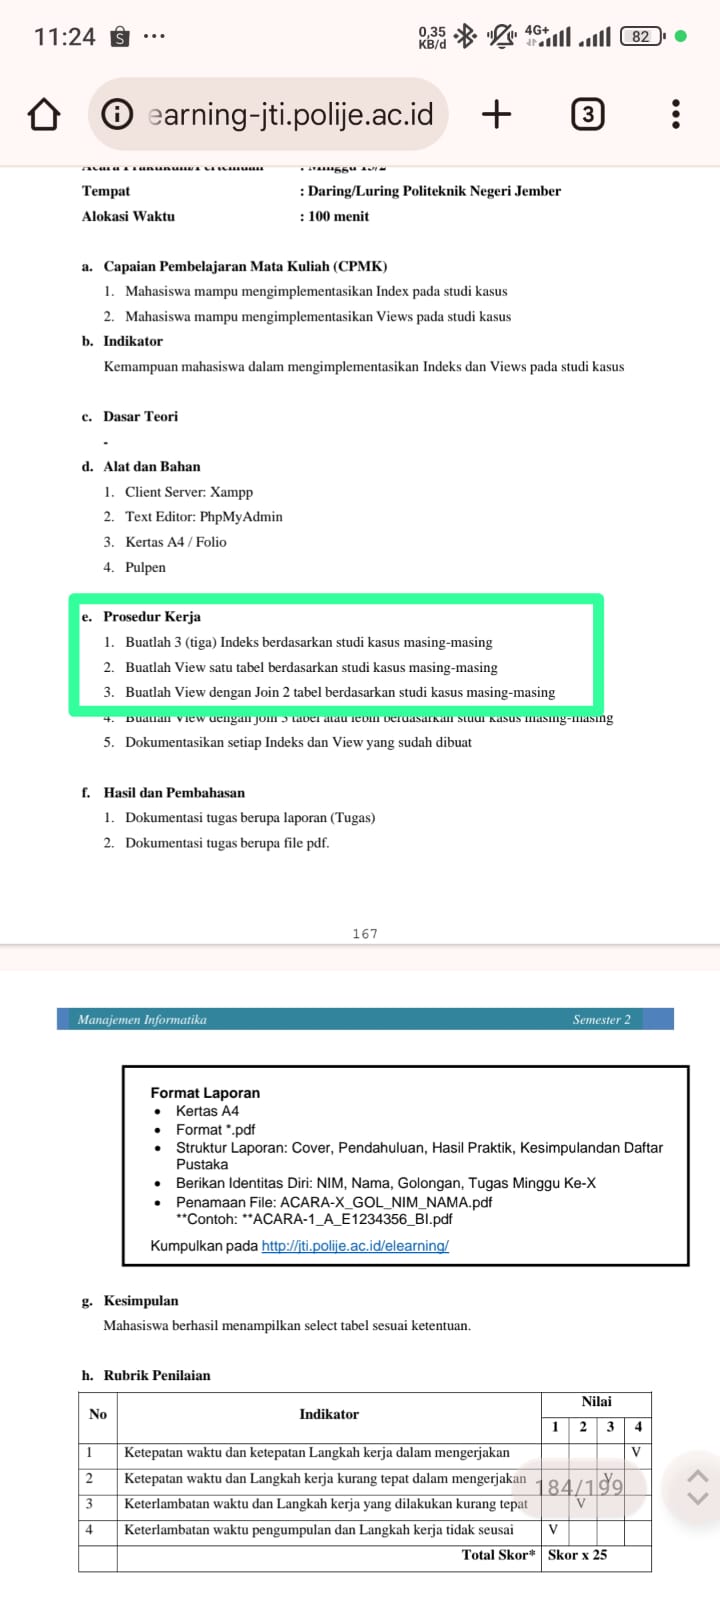 11:24
0,35 KB/d
4G+
82
earning-jti.polije.ac.id
3
Tempat : Daring/Luring Politeknik Negeri Jember
Alokasi Waktu : 100 menit
a. Capaian Pembelajaran Mata Kuliah (CPMK)
1. Mahasiswa mampu mengimplementasikan Index pada studi kasus
2. Mahasiswa mampu mengimplementasikan Views pada studi kasus
b. Indikator
Kemampuan mahasiswa dalam mengimplementasikan Indeks dan Views pada studi kasus
c. Dasar Teori
-
d. Alat dan Bahan
1. Client Server: Xampp
2. Text Editor: PhpMyAdmin
3. Kertas A4 / Folio
4. Pulpen
e. Prosedur Kerja
1. Buatlah 3 (tiga) Indeks berdasarkan studi kasus masing-masing
2. Buatlah View satu tabel berdasarkan studi kasus masing-masing
3. Buatlah View dengan Join 2 tabel berdasarkan studi kasus masing-masing
4. Buatlah View dengan join 3 tabel atau lebih berdasarkan studi kasus masing-masing
5. Dokumentasikan setiap Indeks dan View yang sudah dibuat
f. Hasil dan Pembahasan
1. Dokumentasi tugas berupa laporan (Tugas)
2. Dokumentasi tugas berupa file pdf.
167
Manajemen Informatika Semester 2
Format Laporan
• Kertas A4
• Format *.pdf
• Struktur Laporan: Cover, Pendahuluan, Hasil Praktik, Kesimpulandan Daftar
Pustaka
• Berikan Identitas Diri: NIM, Nama, Golongan, Tugas Minggu Ke-X
• Penamaan File: ACARA-X_GOL_NIM_NAMA.pdf
**Contoh: **ACARA-1_A_E1234356_BI.pdf
Kumpulkan pada http://jti.polije.ac.id/elearning/
g. Kesimpulan
Mahasiswa berhasil menampilkan select tabel sesuai ketentuan.
h. Rubrik Penilaian
No Indikator Nilai
1 2 3 4
1 Ketepatan waktu dan ketepatan Langkah kerja dalam mengerjakan V
2 Ketepatan waktu dan Langkah kerja kurang tepat dalam mengerjakan V
184/199
3 Keterlambatan waktu dan Langkah kerja yang dilakukan kurang tepat V
4 Keterlambatan waktu pengumpulan dan Langkah kerja tidak seusai V
Total Skor* Skor x 25